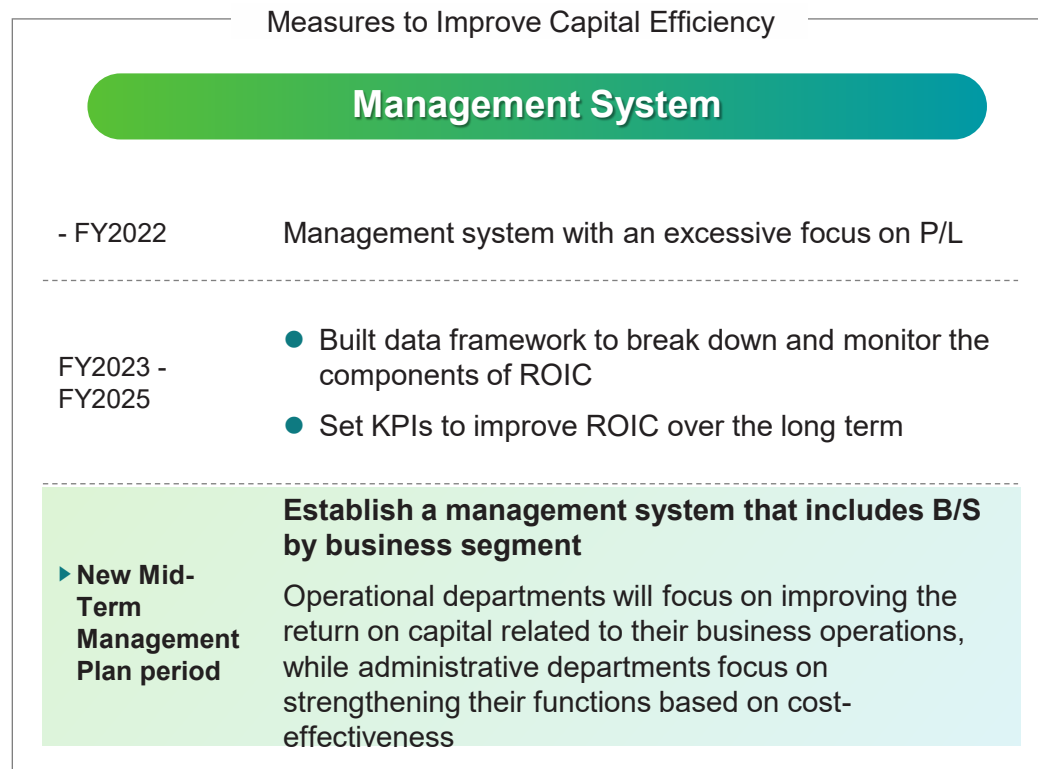 Measures to Improve Capital Efficiency
Management System
- FY2022
Management system with an excessive focus on P/L
FY2023 -
FY2025
● Built data framework to break down and monitor the
components of ROIC
● Set KPIs to improve ROIC over the long term
▶ New Mid-
Term
Management
Plan period
Establish a management system that includes B/S
by business segment
Operational departments will focus on improving the
return on capital related to their business operations,
while administrative departments focus on
strengthening their functions based on cost-
effectiveness